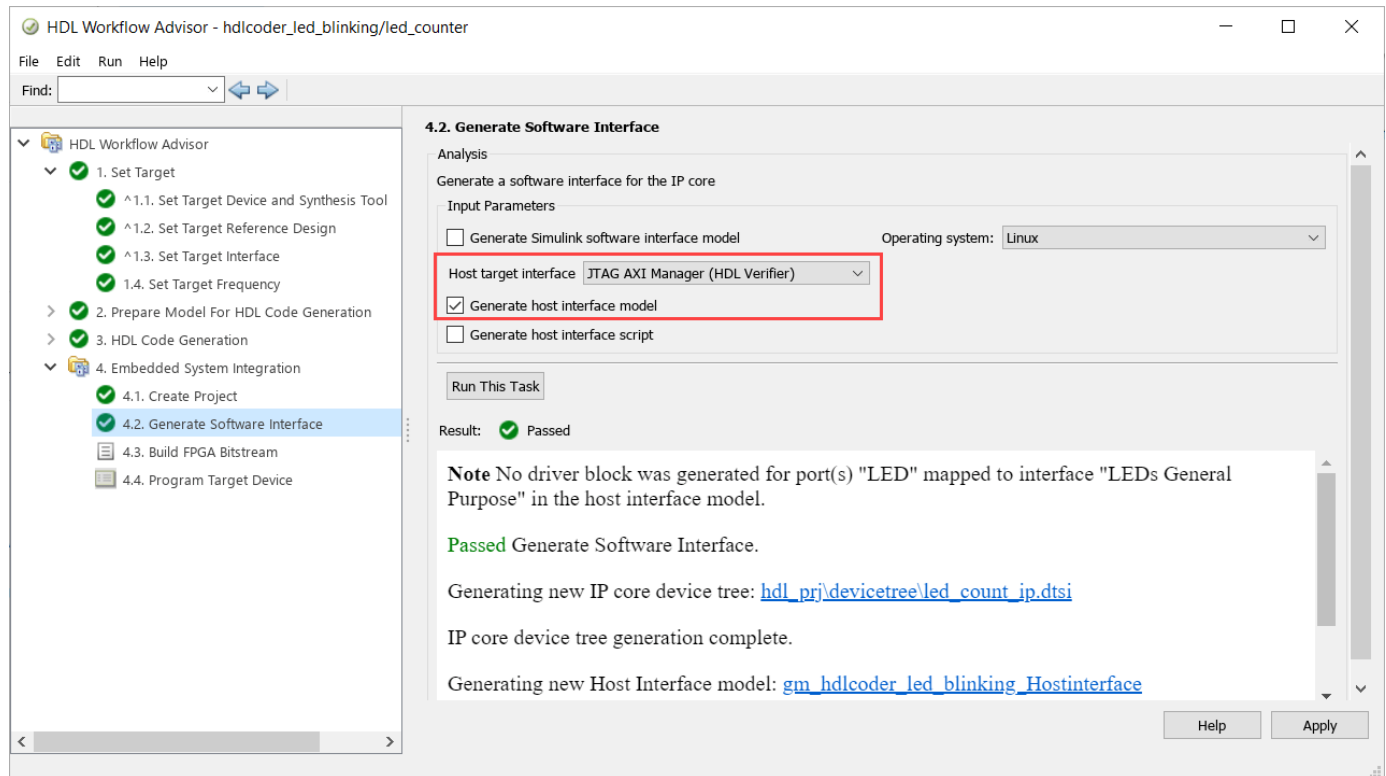 HDL Workflow Advisor - hdlcoder_led_blinking/led_counter
File Edit Run Help
Find:
HDL Workflow Advisor
1. Set Target
^1.1. Set Target Device and Synthesis Tool
^1.2. Set Target Reference Design
^1.3. Set Target Interface
1.4. Set Target Frequency
2. Prepare Model For HDL Code Generation
3. HDL Code Generation
4. Embedded System Integration
4.1. Create Project
4.2. Generate Software Interface
4.3. Build FPGA Bitstream
4.4. Program Target Device
4.2. Generate Software Interface
Analysis
Generate a software interface for the IP core
Input Parameters
Generate Simulink software interface model Operating system: Linux
Host target interface JTAG AXI Manager (HDL Verifier)
Generate host interface model
Generate host interface script
Run This Task
Result: Passed
Note No driver block was generated for port(s) "LED" mapped to interface "LEDs General
Purpose" in the host interface model.
Passed Generate Software Interface.
Generating new IP core device tree: hdl_prj\devicetree\led_count_ip.dtsi
IP core device tree generation complete.
Generating new Host Interface model: gm_hdlcoder_led_blinking_Hostinterface
Help Apply